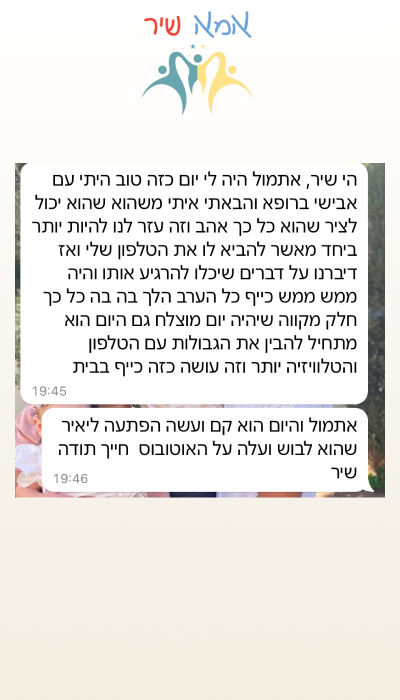 אמא שיר
הי שיר, אתמול היה לי יום כזה טוב היתי עם
אבישי ברופא והבאתי איתי משהוא שהוא יכול
לציר שהוא כל כך אהב וזה עזר לנו להיות יותר
ביחד מאשר להביא לו את הטלפון שלי ואז
דיברנו על דברים שיכלו להרגיע אותו והיה
ממש ממש כייף כל הערב הלך בה בה כל כך
חלק מקווה שיהיה יום מוצלח גם היום הוא
מתחיל להבין את הגבולות עם הטלפון
והטלוויזיה יותר וזה עושה כזה כייף בבית
19:45
אתמול והיום הוא קם ועשה הפתעה ליאיר
שהוא לבוש ועלה על האוטובוס חייך תודה
שיר
19:46